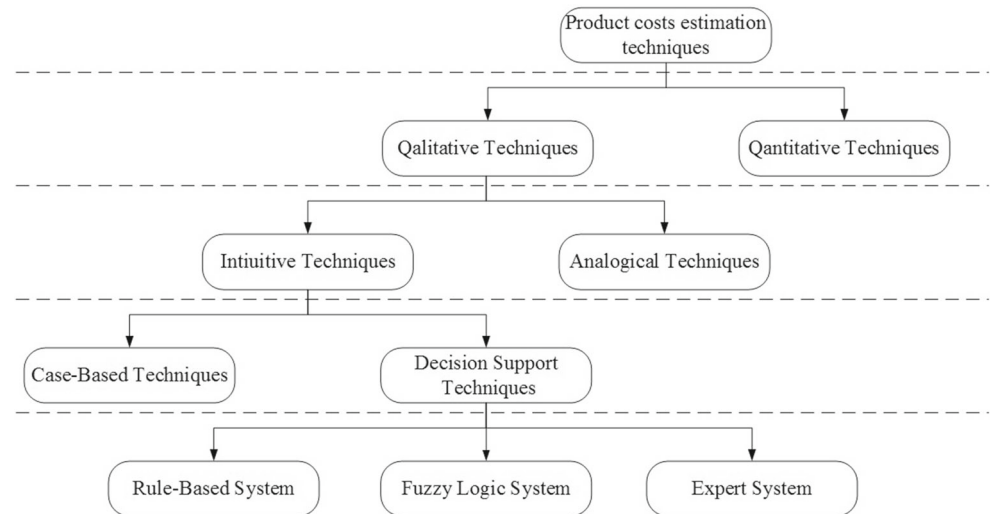 Product costs estimation
techniques
Qalitative Techniques
Qantitative Techniques
Intiuitive Techniques
Analogical Techniques
Case-Based Techniques
Decision Support
Techniques
Rule-Based System
Fuzzy Logic System
Expert System